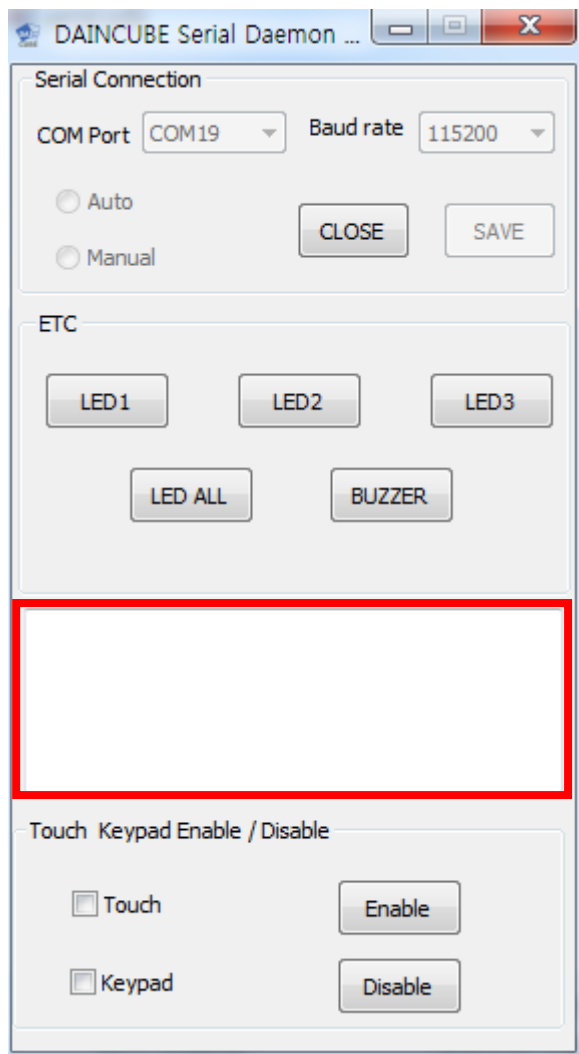 DAINCUBE Serial Daemon ...
Serial Connection
COM Port COM19 Baud rate 115200
Auto
CLOSE SAVE
Manual
ETC
LED1 LED2 LED3
LED ALL BUZZER
Touch Keypad Enable / Disable
Touch Enable
Keypad Disable